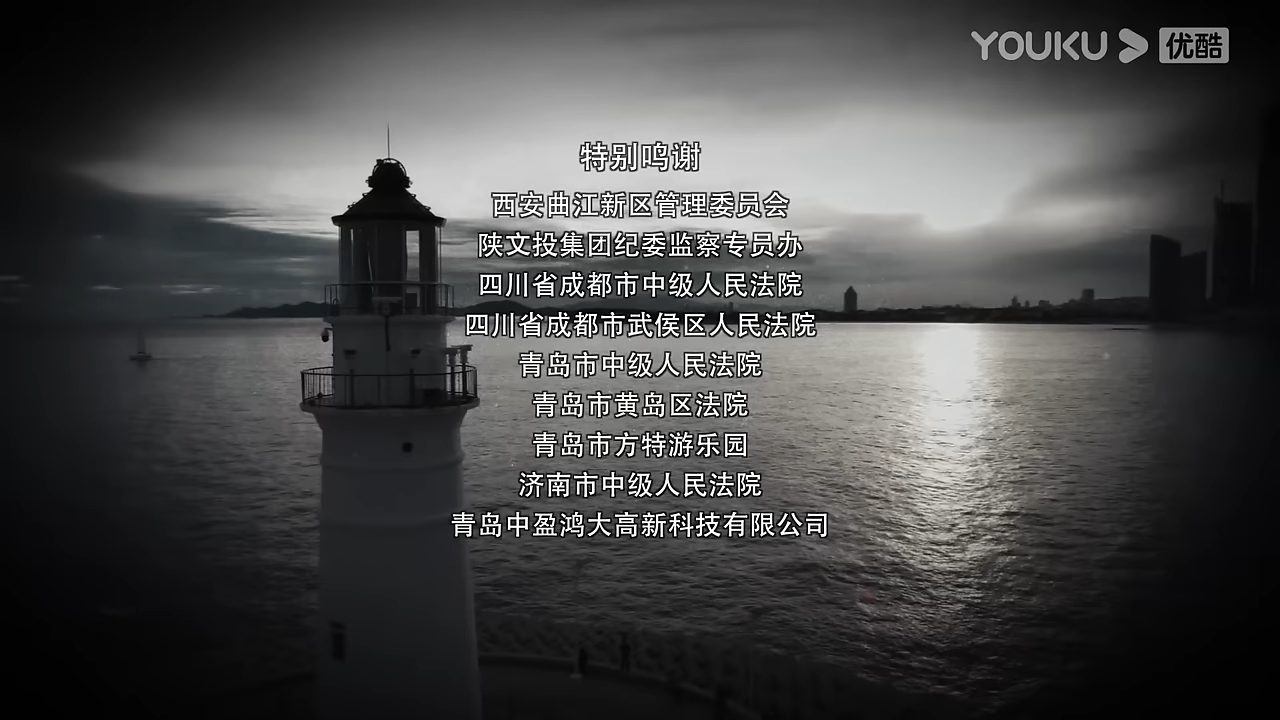 YOUKU 优酷
特别鸣谢
西安曲江新区管理委员会
陕文投集团纪委监察专员办
四川省成都市中级人民法院
四川省成都市武侯区人民法院
青岛市中级人民法院
青岛市黄岛区法院
青岛市方特游乐园
济南市中级人民法院
青岛中盈鸿大高新科技有限公司